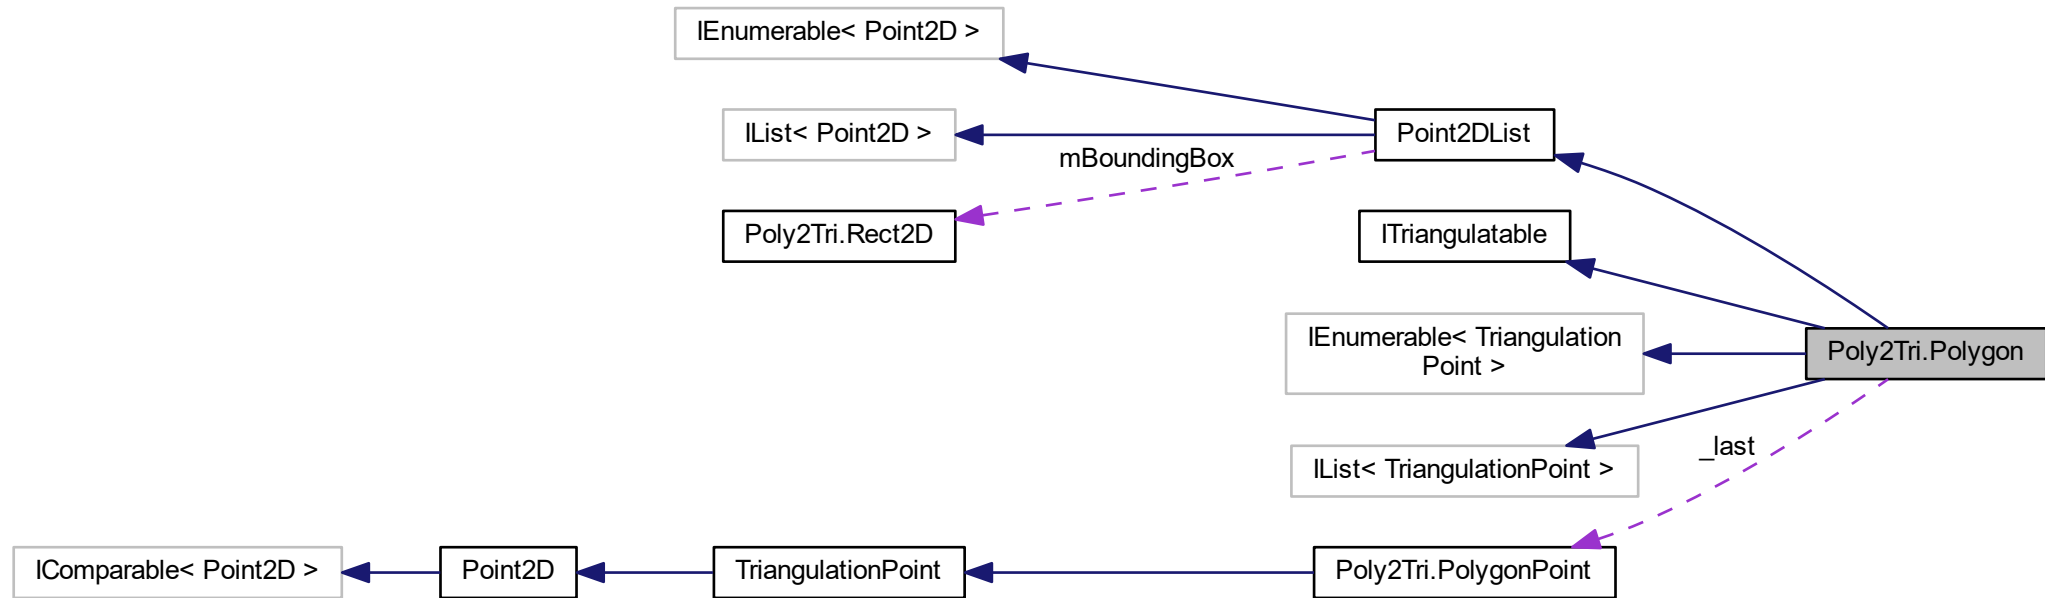 IEnumerable< Point2D >
IList< Point2D >
Point2DList
mBoundingBox
Poly2Tri.Rect2D
ITriangulatable
IEnumerable< Triangulation
Point >
Poly2Tri.Polygon
_last
IList< TriangulationPoint >
IComparable< Point2D >
Point2D
TriangulationPoint
Poly2Tri.PolygonPoint